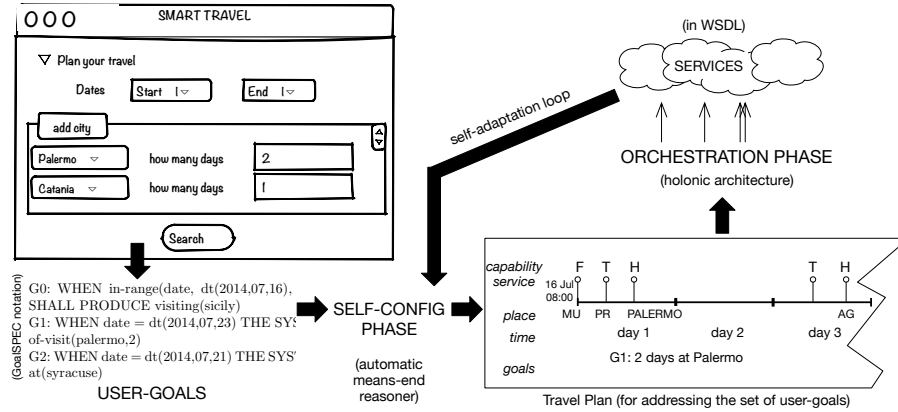 SMART TRAVEL
Plan your travel
Dates Start End
add city
Palermo how many days 2
Catania how many days 1
Search
(GoalSPEC notation)
G0: WHEN in-range(date, dt(2014,07,16),
SHALL PRODUCE visiting(sicily)
G1: WHEN date = dt(2014,07,23) THE SYS
of-visit(palermo,2)
G2: WHEN date = dt(2014,07,21) THE SYS
at(syracuse)
USER-GOALS
SELF-CONFIG
PHASE
(automatic
means-end
reasoner)
self-adaptation loop
(in WSDL)
SERVICES
ORCHESTRATION PHASE
(holonic architecture)
capability
service
F T H T H
16 Jul
08:00
place MU PR PALERMO AG
time day 1 day 2 day 3
goals G1: 2 days at Palermo
Travel Plan (for addressing the set of user-goals)